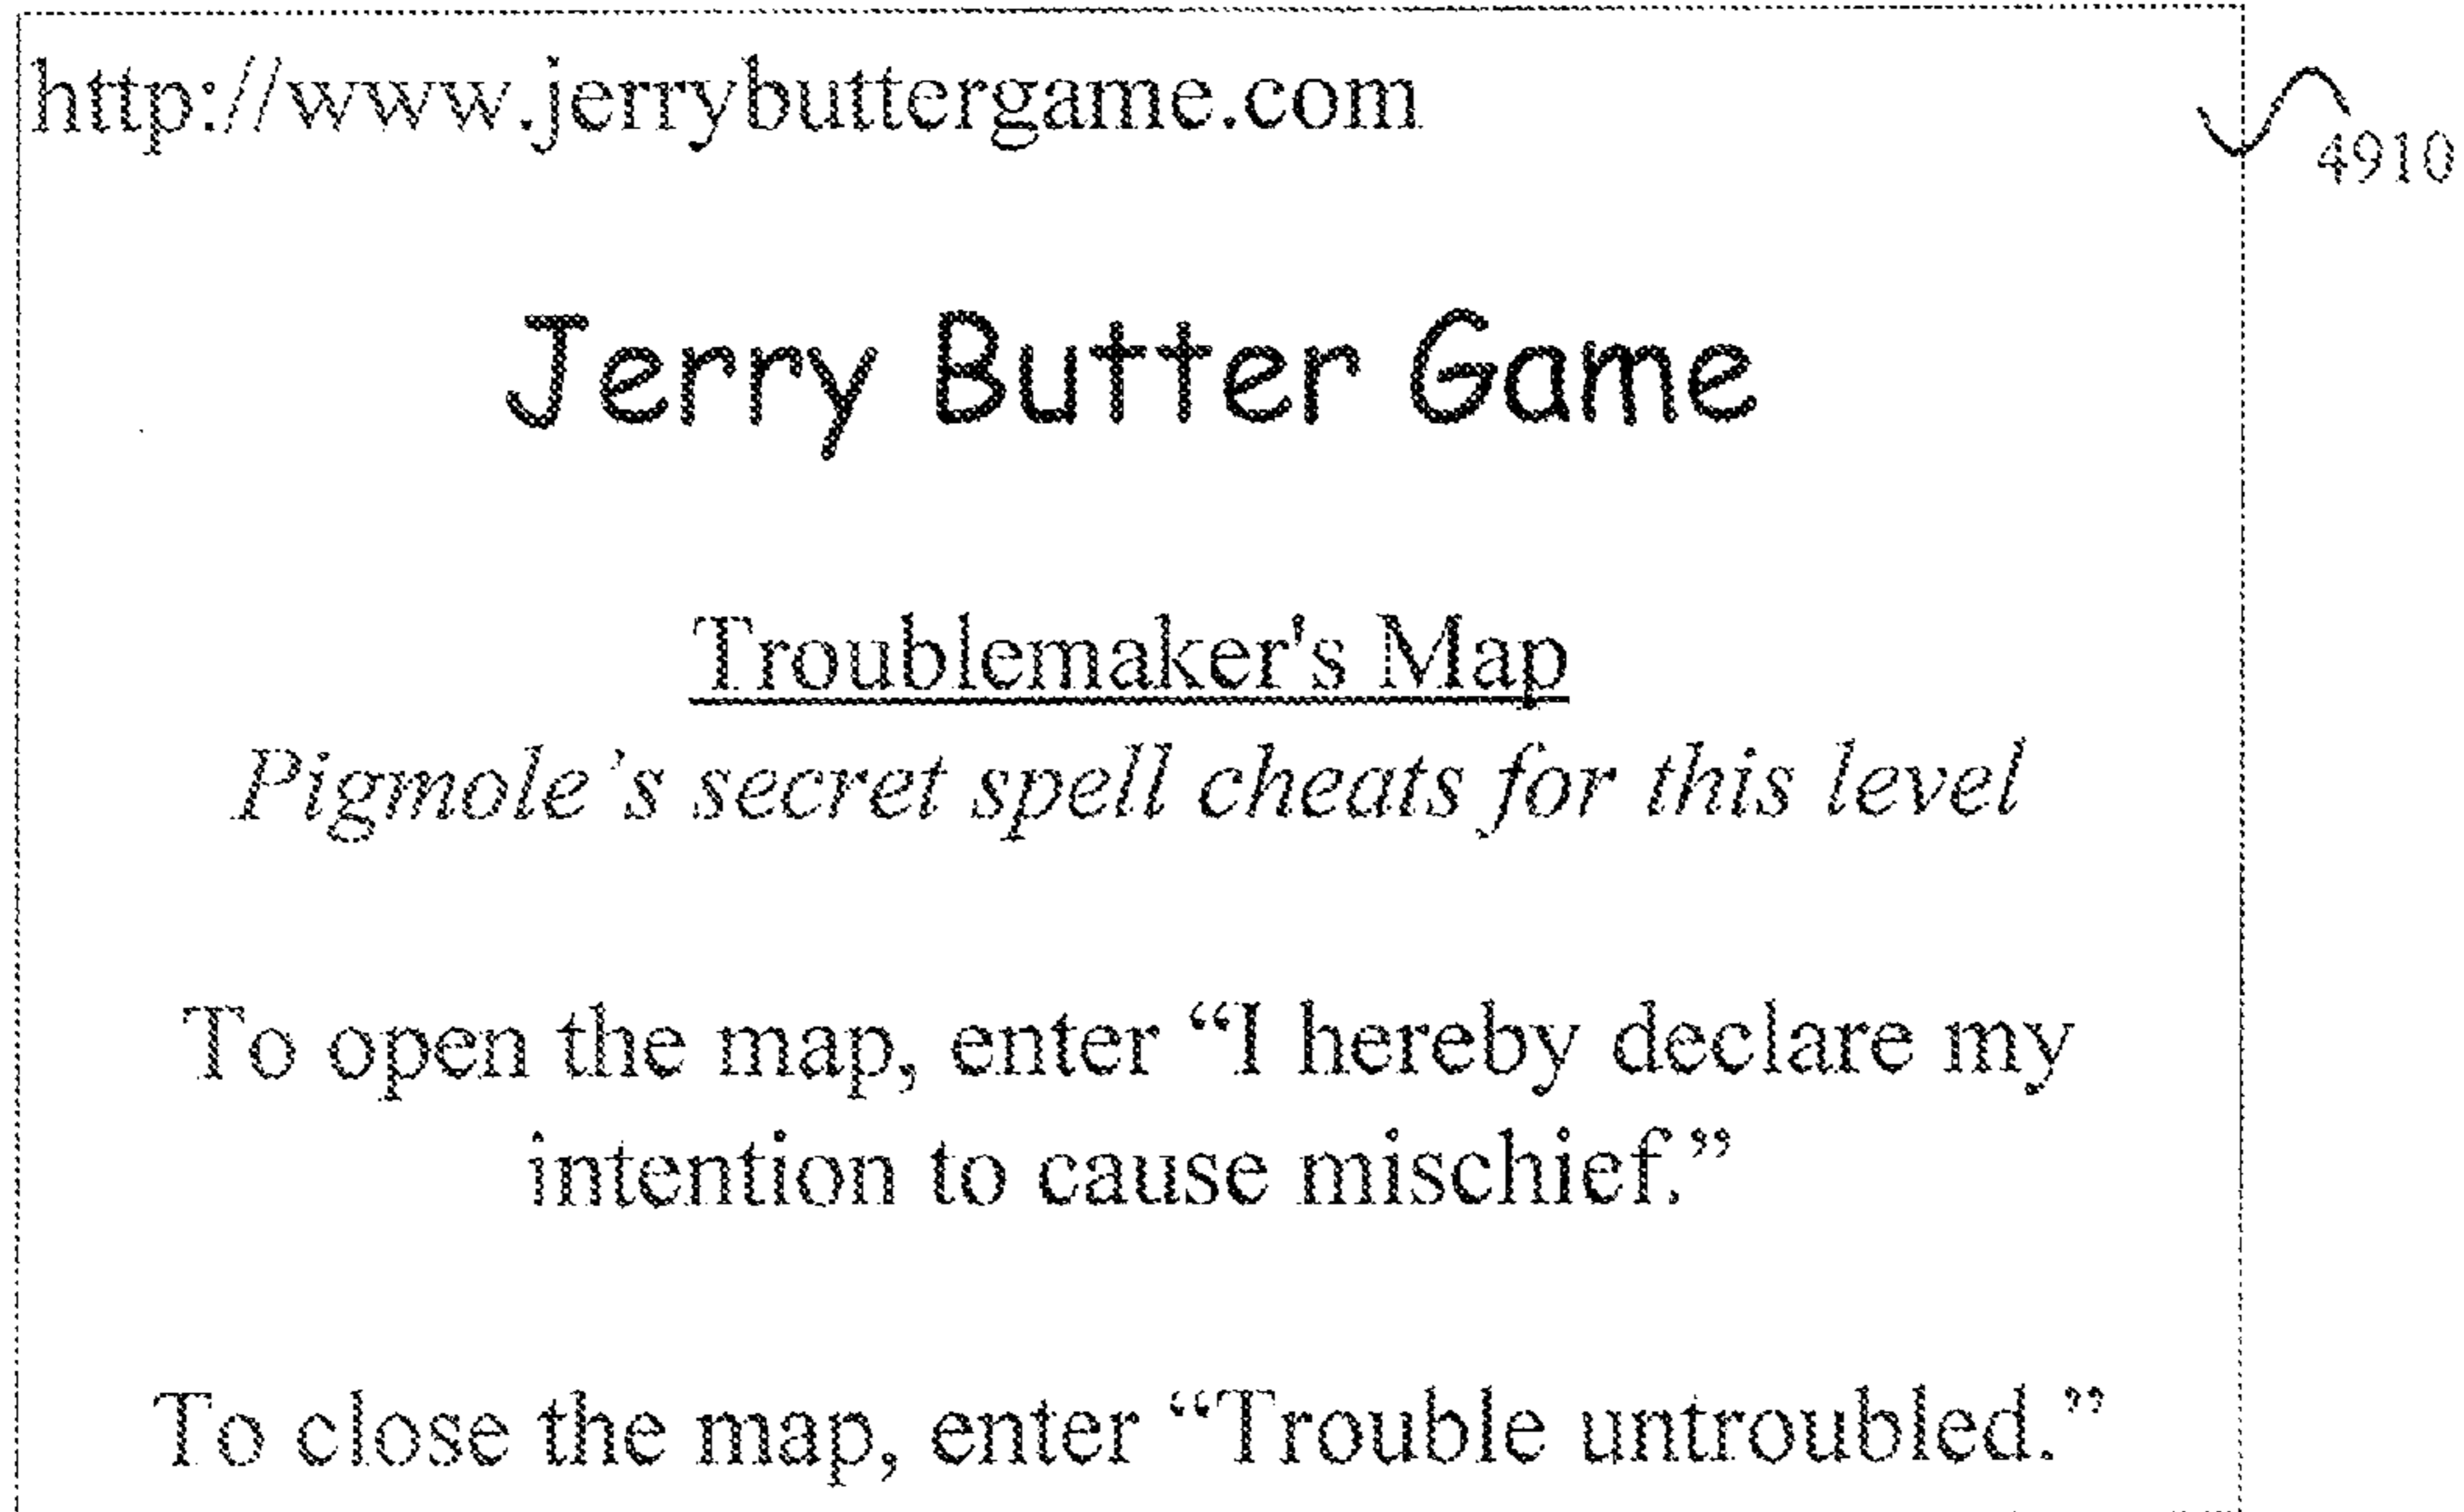 http://www.jerrybuttergame.com
4910
Jerry Butter Game
Troublemaker's Map
Pigmole’s secret spell cheats for this level
To open the map, enter “I hereby declare my
intention to cause mischief.”
To close the map, enter “Trouble untroubled.”